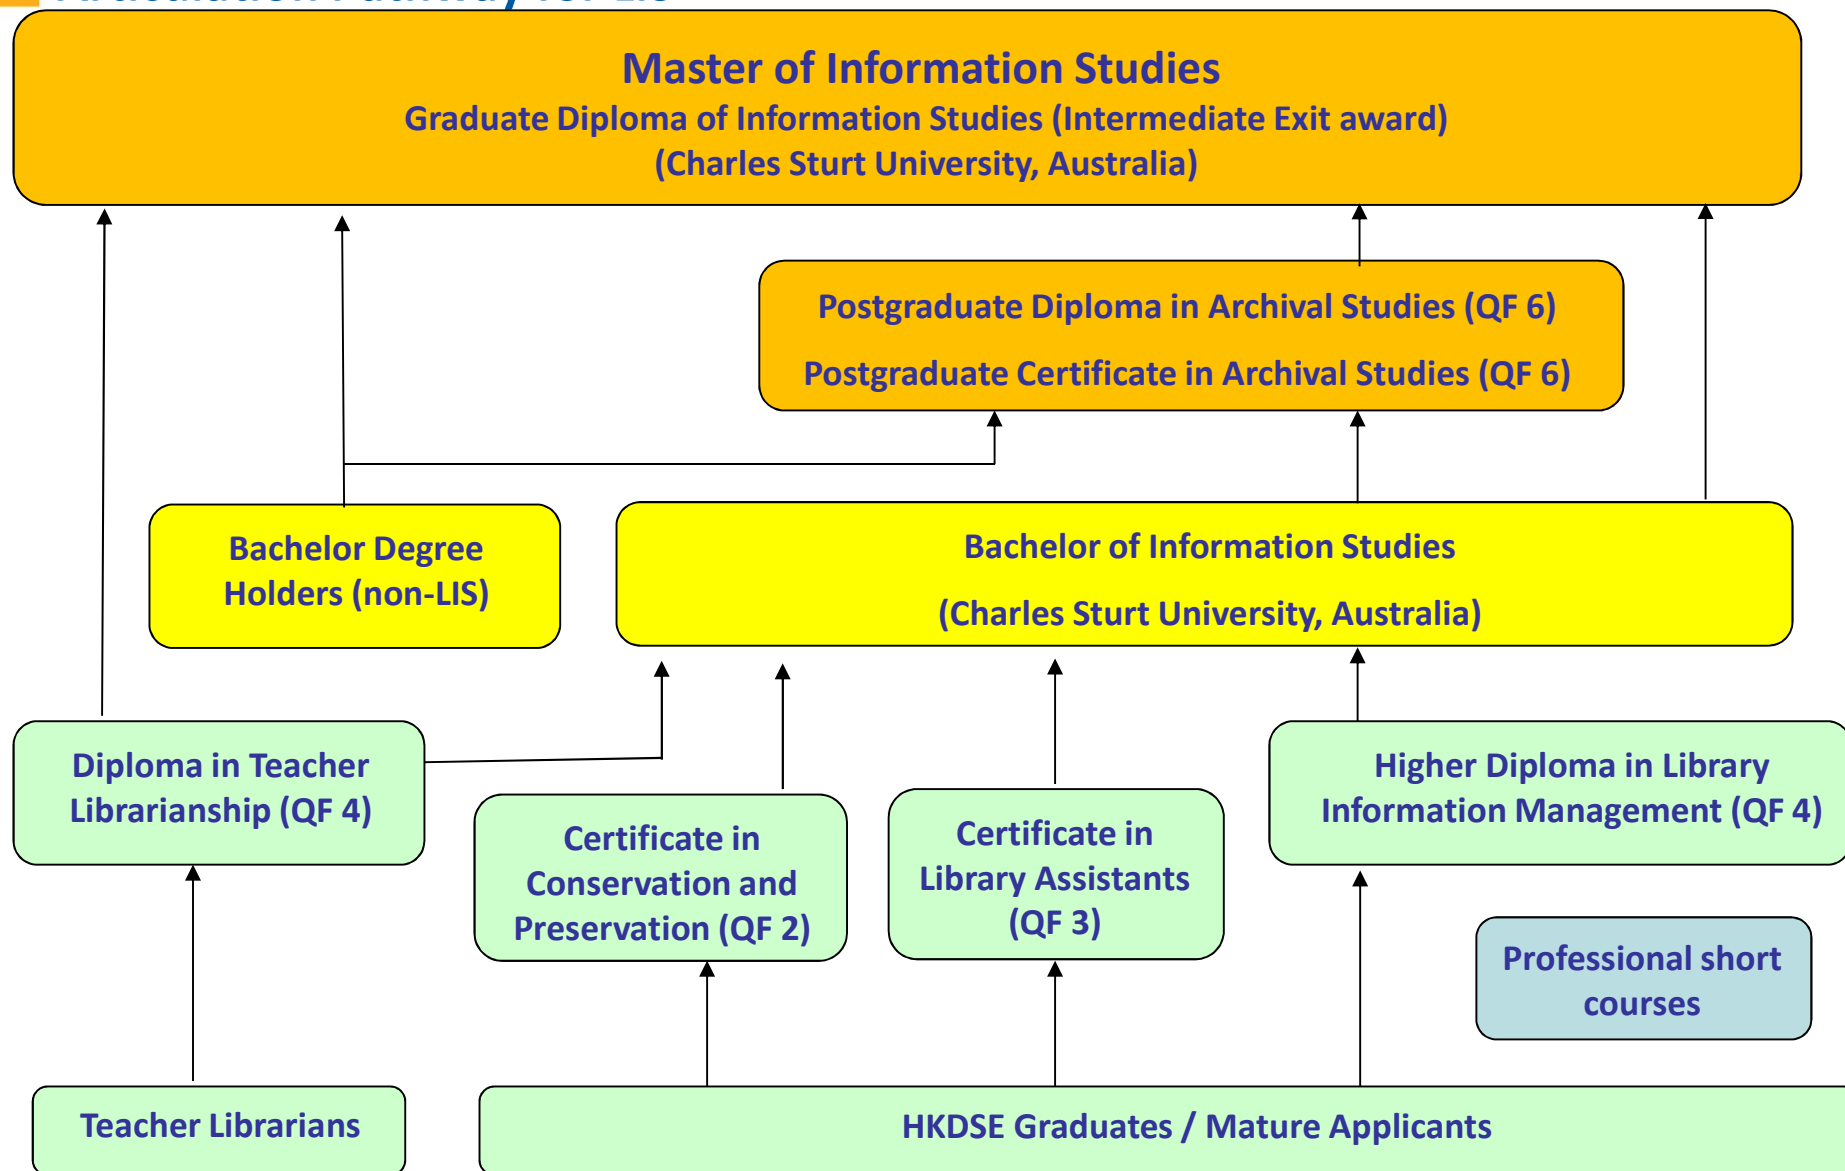 Articulation Pathway for LIS
Master of Information Studies
Graduate Diploma of Information Studies (Intermediate Exit award)
(Charles Sturt University, Australia)
Postgraduate Diploma in Archival Studies (QF 6)
Postgraduate Certificate in Archival Studies (QF 6)
Bachelor Degree
Holders (non-LIS)
Bachelor of Information Studies
(Charles Sturt University, Australia)
Diploma in Teacher
Librarianship (QF 4)
Certificate in
Conservation and
Preservation (QF 2)
Certificate in
Library Assistants
(QF 3)
Higher Diploma in Library
Information Management (QF 4)
Professional short
courses
Teacher Librarians
HKDSE Graduates / Mature Applicants